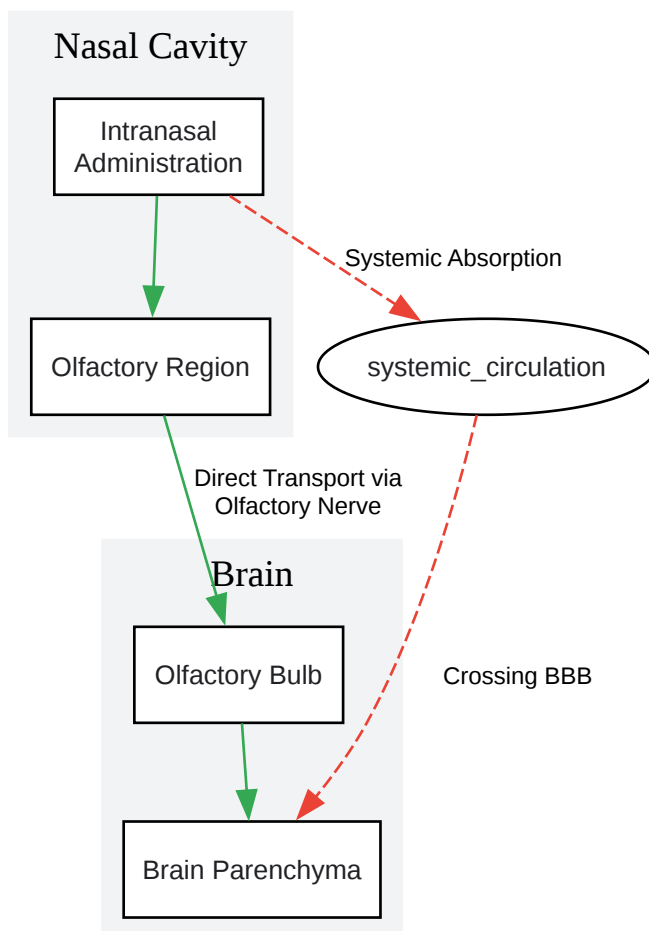 Nasal Cavity
Intranasal
Administration
Systemic Absorption
Olfactory Region
systemic_circulation
Direct Transport via
Olfactory Nerve
Brain
Olfactory Bulb
Crossing BBB
Brain Parenchyma